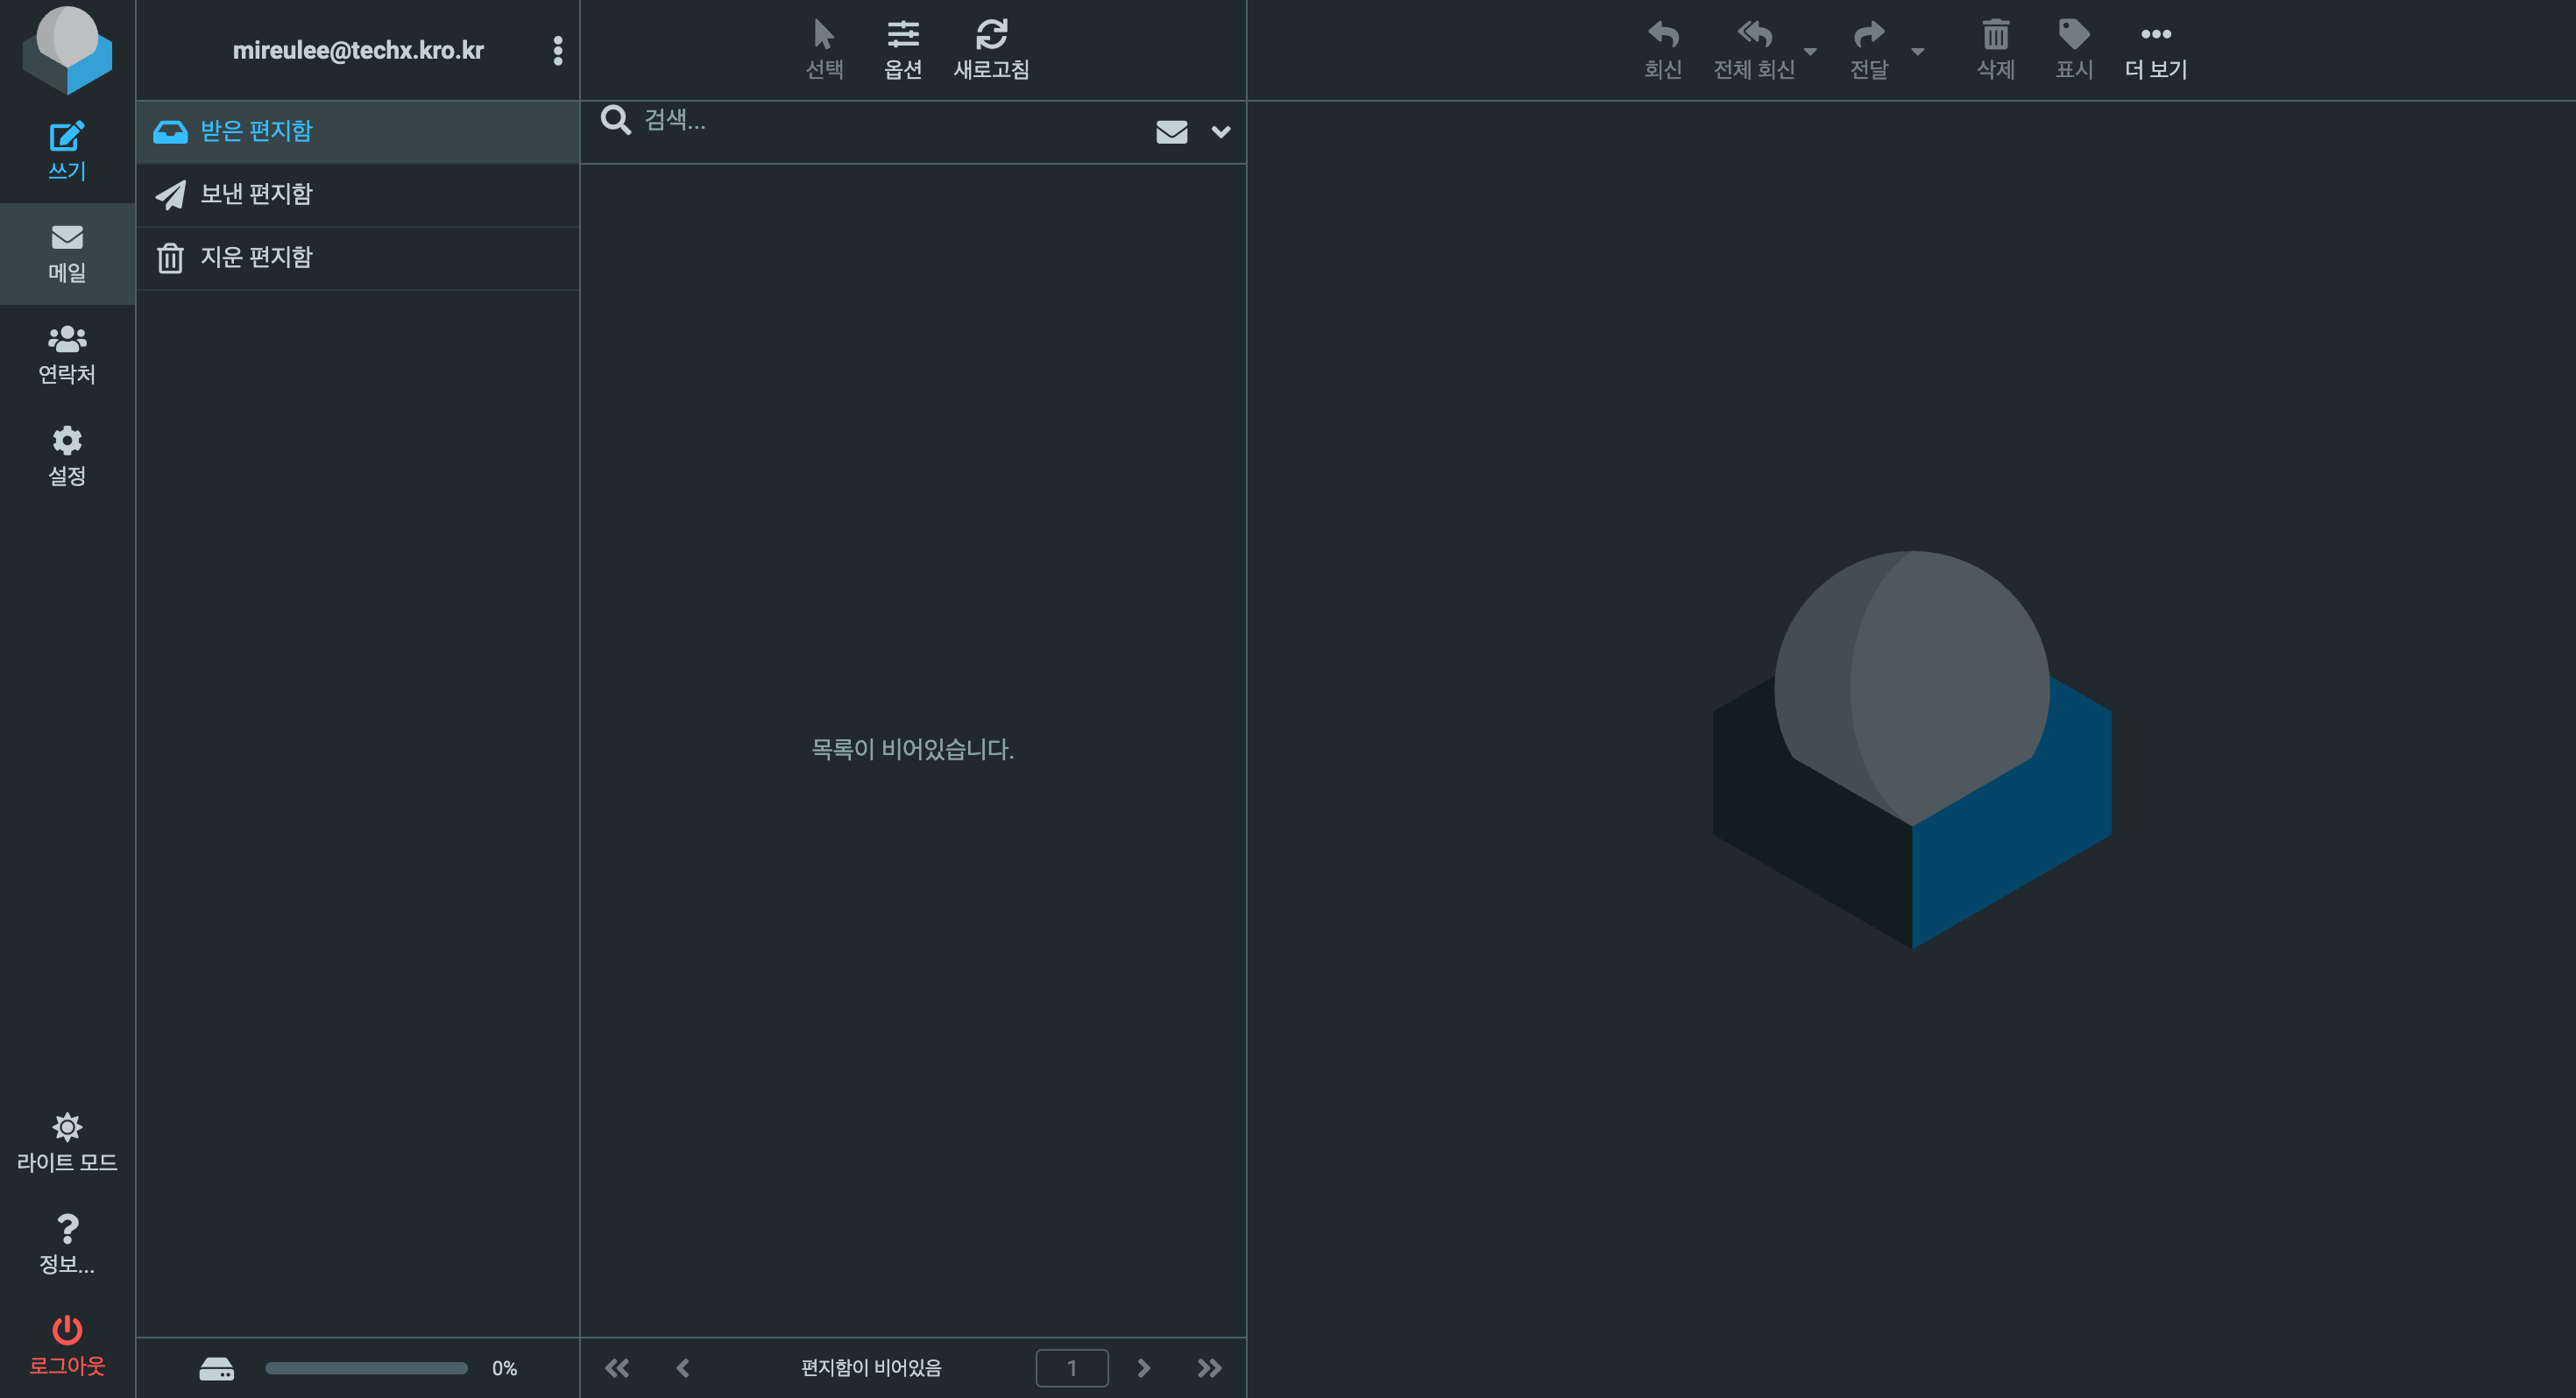 mireulee@techx.kro.kr
쓰기
메일
연락처
설정
라이트 모드
정보...
로그아웃
받은 편지함
보낸 편지함
지운 편지함
0%
선택 옵션 새로고침
검색...
목록이 비어있습니다.
편지함이 비어있음 1
회신 전체 회신 전달 삭제 표시 더 보기